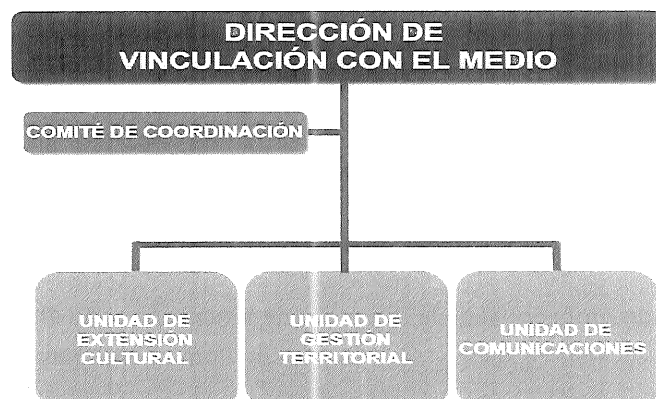 DIRECCIÓN DE
VINCULACIÓN CON EL MEDIO
COMITÉ DE COORDINACIÓN
UNIDAD DE
EXTENSIÓN
CULTURAL
UNIDAD DE
GESTIÓN
TERRITORIAL
UNIDAD DE
COMUNICACIONES